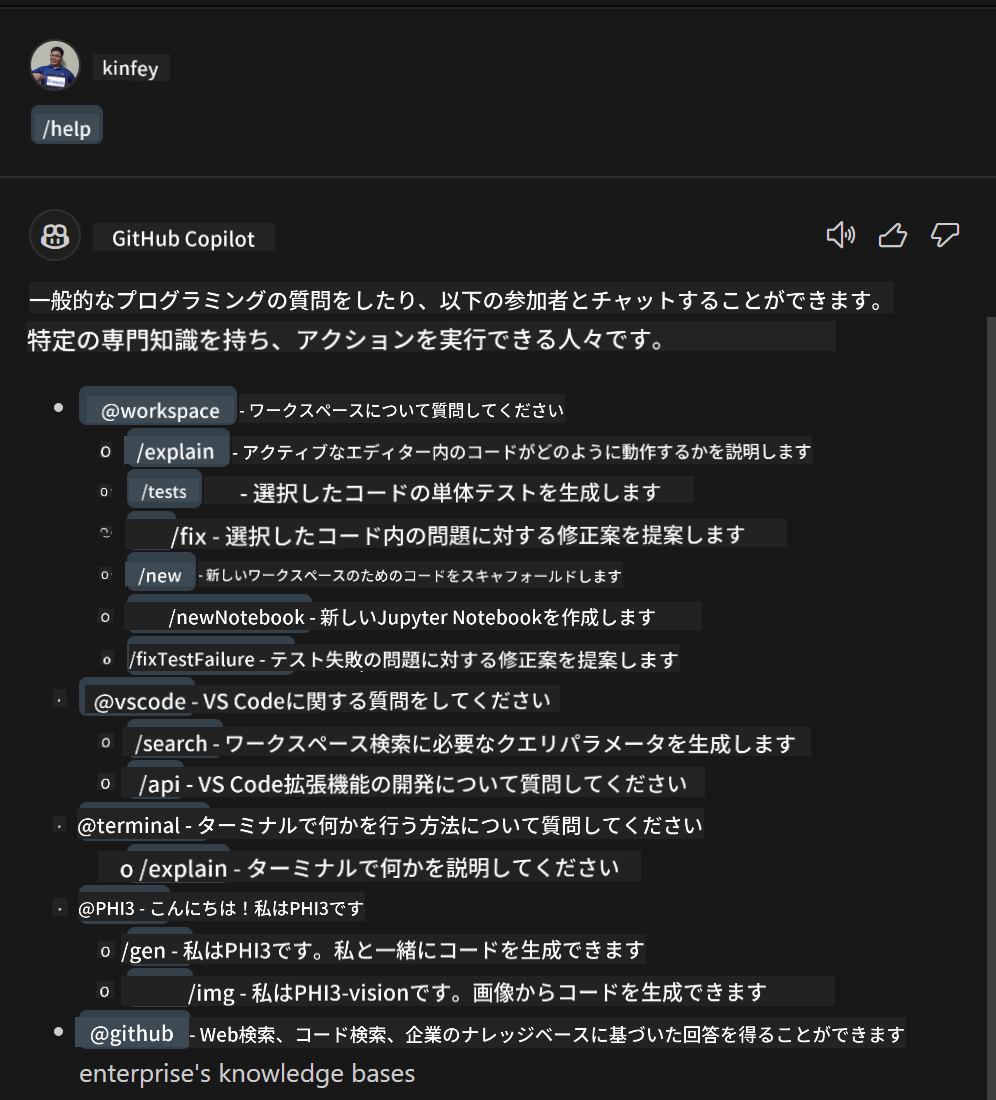 kinfey
/help
GitHub Copilot
一般的なプログラミングの質問をしたり、以下の参加者とチャットすることができます。
特定の専門知識を持ち、アクションを実行できる人々です。
@workspace - ワークスペースについて質問してください
o /explain - アクティブなエディター内のコードがどのように動作するかを説明します
o /tests - 選択したコードの単体テストを生成します
/fix - 選択したコード内の問題に対する修正案を提案します
o /new - 新しいワークスペースのためのコードをスキャフォールドします
o /newNotebook - 新しいJupyter Notebookを作成します
o /fixTestFailure - テスト失敗の問題に対する修正案を提案します
@vscode - VS Codeに関する質問をしてください
o /search - ワークスペース検索に必要なクエリパラメータを生成します
o /api - VS Code拡張機能の開発について質問してください
@terminal - ターミナルで何かを行う方法について質問してください
o /explain - ターミナルで何かを説明してください
@PHI3 - こんにちは！私はPHI3です
o /gen - 私はPHI3です。私と一緒にコードを生成できます
o /img - 私はPHI3-visionです。画像からコードを生成できます
@github - Web検索、コード検索、企業のナレッジベースに基づいた回答を得ることができます
enterprise's knowledge bases